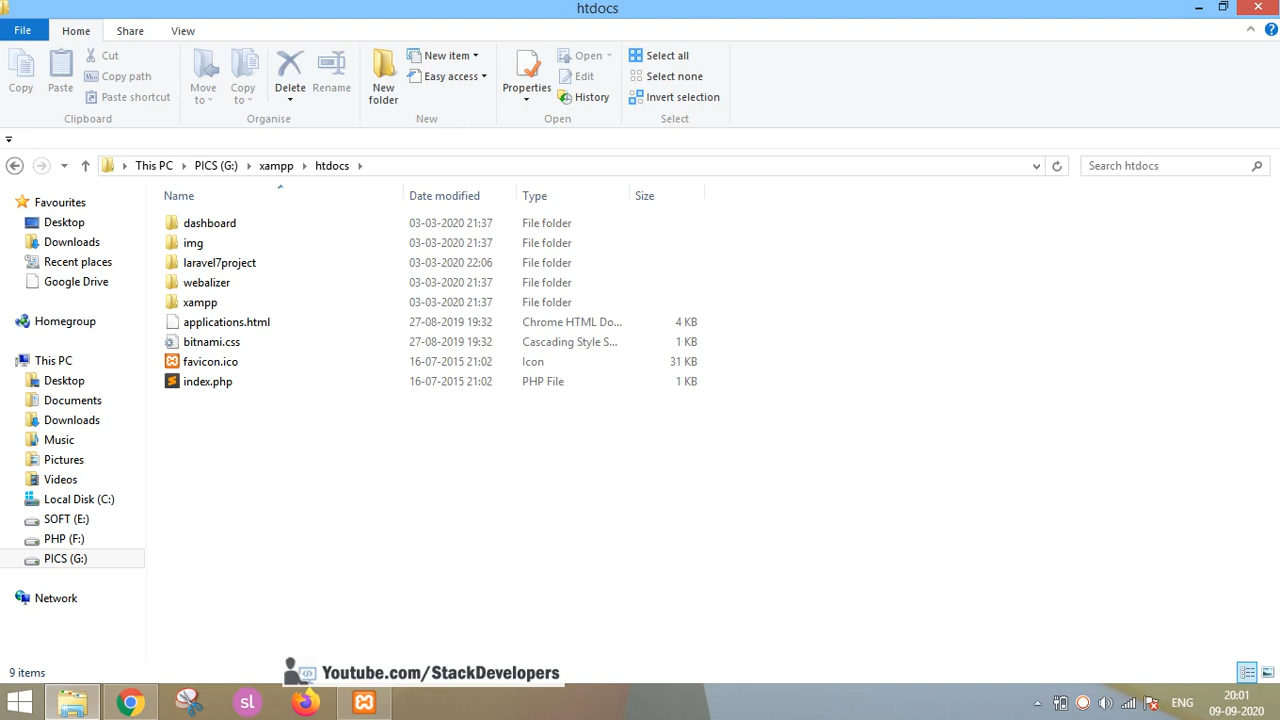 htdocs
File Home Share View
Copy
Paste
Cut
Copy path
Paste shortcut
Clipboard
Move to
Copy to
Delete
Rename
Organise
New folder
New item
Easy access
New
Properties
Open
Edit
History
Open
Select all
Select none
Invert selection
Select
This PC PICS (G:) xampp htdocs
Search htdocs
Name Date modified Type Size
dashboard 03-03-2020 21:37 File folder
img 03-03-2020 21:37 File folder
laravel7project 03-03-2020 22:06 File folder
webalizer 03-03-2020 21:37 File folder
xampp 03-03-2020 21:37 File folder
applications.html 27-08-2019 19:32 Chrome HTML Do... 4 KB
bitnami.css 27-08-2019 19:32 Cascading Style S... 1 KB
favicon.ico 16-07-2015 21:02 Icon 31 KB
index.php 16-07-2015 21:02 PHP File 1 KB
Favourites
Desktop
Downloads
Recent places
Google Drive
Homegroup
This PC
Desktop
Documents
Downloads
Music
Pictures
Videos
Local Disk (C:)
SOFT (E:)
PHP (F:)
PICS (G:)
Network
9 items
Youtube.com/StackDevelopers
sl
ENG
20:01
09-09-2020